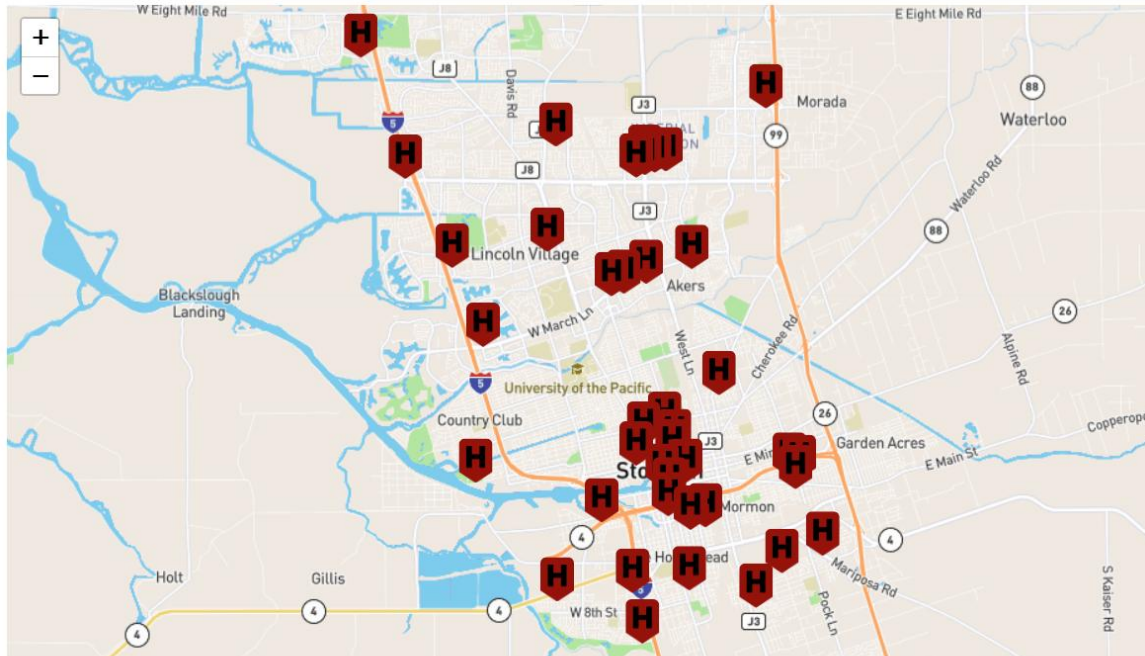 W Eight Mile Rd
E Eight Mile Rd
+
−
H
J8
Davis Rd
J3
H
Morada
88
Waterloo
5
H
99
H
H
J8
J3
Waterloo Rd
88
H
H
Lincoln Village
H
H
H
Akers
Blackslough
Landing
26
W March Ln
H
West Ln
Cherokee Rd
Alpine Rd
5
University of the Pacific
H
26
Country Club
H
H
J3
Garden Acres
E Main St
H
H
H
H
H
H
Mormon
4
4
H
H
Holt
Gillis
H
H
H
H
Mariposa Rd
4
4
4
W 8th St
H
J3
Pock Ln
S Kaiser Rd